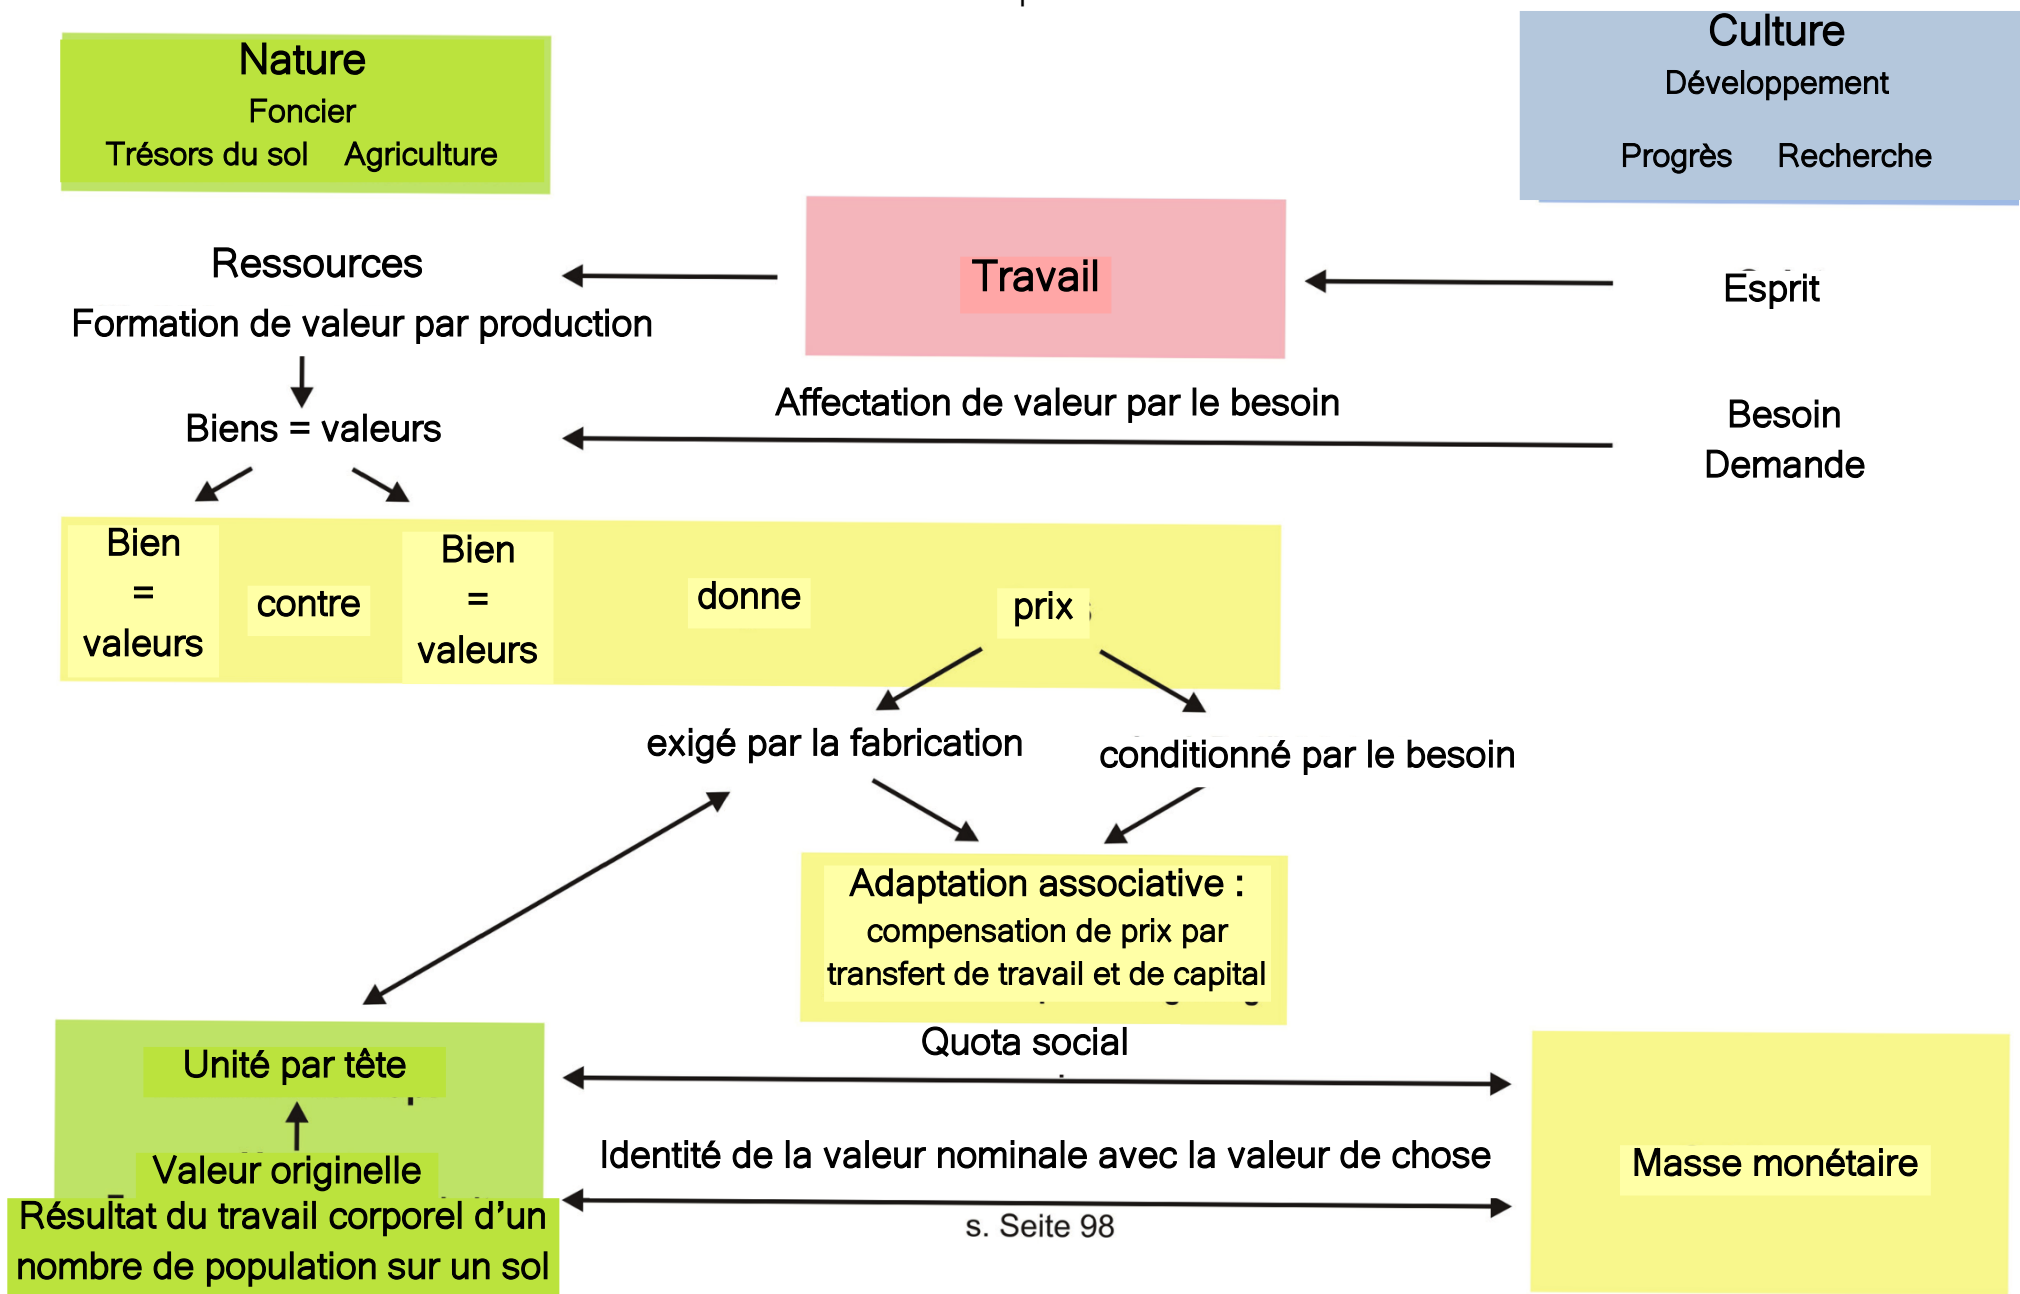 Nature
Foncier
Trésors du sol Agriculture
Culture
Développement
Progrès Recherche
Ressources
Travail
Esprit
Formation de valeur par production
Affectation de valeur par le besoin
Biens = valeurs
Besoin
Demande
Bien
=
valeurs
contre
Bien
=
valeurs
donne
prix
exigé par la fabrication
conditionné par le besoin
Adaptation associative :
compensation de prix par
transfert de travail et de capital
Quota social
Unité par tête
Identité de la valeur nominale avec la valeur de chose
Masse monétaire
Valeur originelle
Résultat du travail corporel d'un
nombre de population sur un sol
s. Seite 98